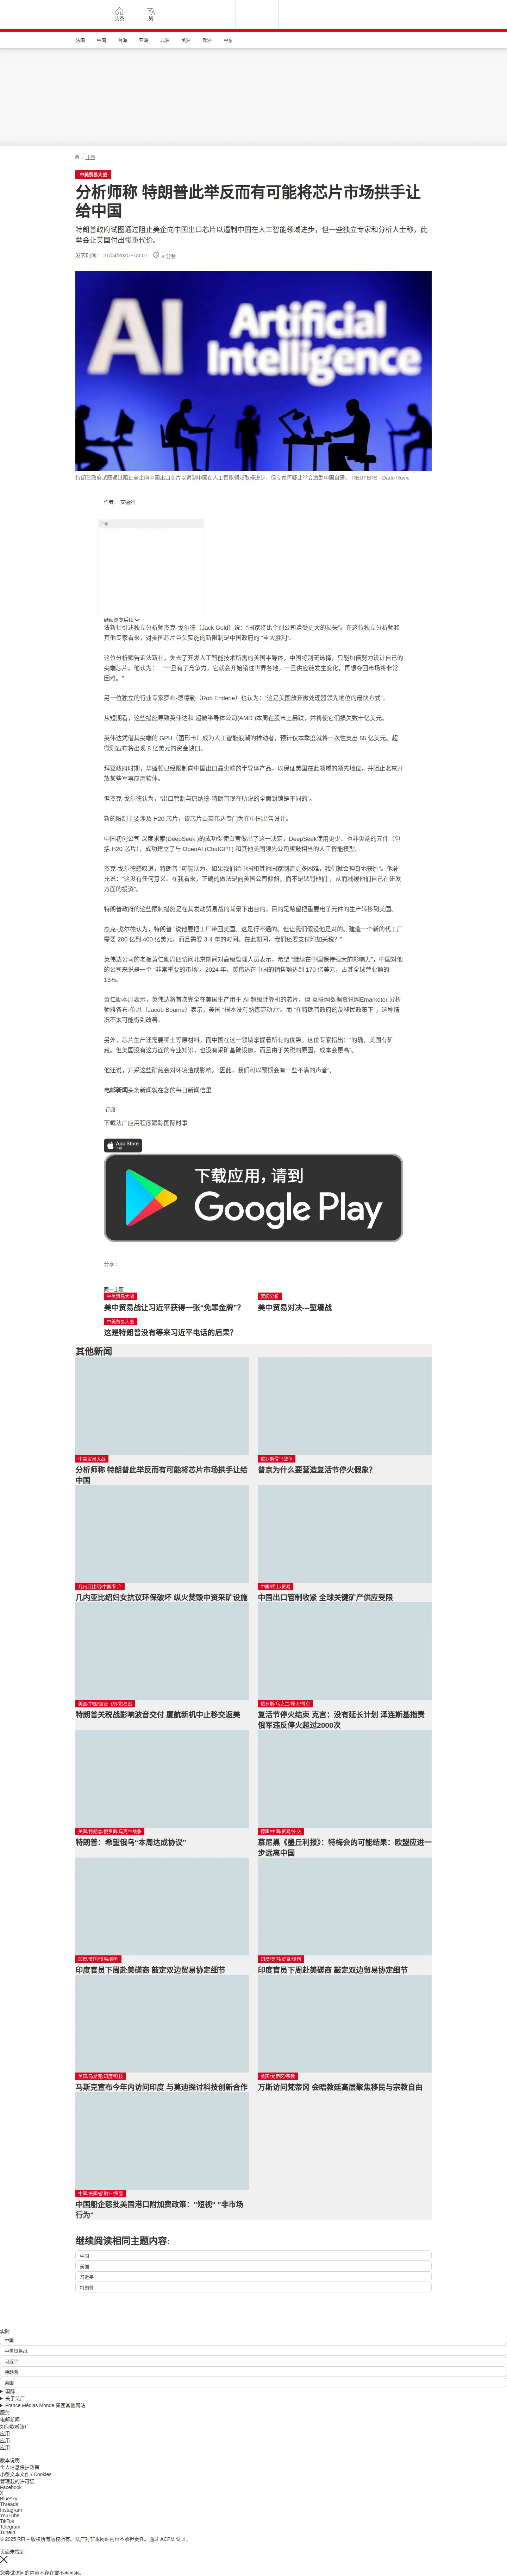 头条
繁
法国
中国
台海
亚洲
非洲
美洲
欧洲
中东
中国
中美贸易大战
分析师称 特朗普此举反而有可能将芯片市场拱手让
给中国
特朗普政府试图通过阻止美企向中国出口芯片以遏制中国在人工智能领域进步，但一些独立专家和分析人士称，此
举会让美国付出惨重代价。
发表时间： 21/04/2025 - 00:07 6 分钟
AI Artificial
Intelligence
特朗普政府试图通过阻止美企向中国出口芯片以遏制中国在人工智能领域取得进步，但专家怀疑此举会激励中国自研。 REUTERS - Dado Ruvic
作者： 安德烈
广告
继续浏览后续
法新社引述独立分析师杰克-戈尔德（Jack Gold）说：“国家将比个别公司遭受更大的损失”。在这位独立分析师和
其他专家看来，对美国芯片巨头实施的新限制是中国政府的 “重大胜利”。
这位分析师告诉法新社，失去了开发人工智能技术所需的美国半导体，中国将别无选择，只能加倍努力设计自己的
尖端芯片。他认为： “一旦有了竞争力，它就会开始销往世界各地。一旦供应链发生变化，再想夺回市场将非常
困难。”
另一位独立的行业专家罗布-恩德勒（Rob Enderle）也认为：“这是美国放弃微处理器领先地位的最快方式”。
从短期看，这些措施导致英伟达和 超微半导体公司(AMD )本周在股市上暴跌，并将使它们损失数十亿美元。
英伟达凭借其尖端的 GPU（图形卡）成为人工智能浪潮的推动者，预计仅本季度就将一次性支出 55 亿美元。超
微则宣布将出现 8 亿美元的资金缺口。
拜登政府时期，华盛顿已经限制向中国出口最尖端的半导体产品，以保证美国在此领域的领先地位，并阻止北京开
放某些军事应用软体。
但杰克-戈尔德认为，“出口管制与唐纳德-特朗普现在所说的全面封锁是不同的”。
新的限制主要涉及 H20 芯片，该芯片由英伟达专门为在中国出售设计。
中国初创公司 深度求索(DeepSeek )的成功促使白宫做出了这一决定，DeepSeek使用更少、也非尖端的元件（包
括 H20 芯片），成功建立了与 OpenAI (ChatGPT) 和其他美国领先公司旗鼓相当的人工智能模型。
杰克-戈尔德感叹道，特朗普 “可能认为，如果我们给中国和其他国家制造更多困难，我们就会神奇地获胜”。他补
充说：“这没有任何意义。在我看来，正确的做法是向美国公司倾斜，而不是惩罚他们”，从而减缓他们自己在研发
方面的投资”。
特朗普政府的这些限制措施是在其发动贸易战的背景下出台的，目的是希望把重要电子元件的生产转移到美国。
杰克-戈尔德认为，特朗普 “说他要把工厂带回美国。这是行不通的。但让我们假设他是对的。建造一个新的代工厂
需要 200 亿到 400 亿美元，而且需要 3-4 年的时间。在此期间，我们还要支付附加关税？”
英伟达公司的老板黄仁勋周四访问北京期间对高级管理人员表示，希望 “继续在中国保持强大的影响力”，中国对他
的公司来说是一个 “非常重要的市场”。2024 年，英伟达在中国的销售额达到 170 亿美元，占其全球营业额的
13%。
黄仁勋本周表示，英伟达将首次完全在美国生产用于 AI 超级计算机的芯片。但 互联网数据资讯网Emarketer 分析
师雅各布-伯恩（Jacob Bourne）表示，美国 “根本没有熟练劳动力”，而 “在特朗普政府的反移民政策下”，这种情
况不太可能得到改善。
另外，芯片生产还需要稀土等原材料，而中国在这一领域掌握着所有的优势。这位专家指出：“的确，美国有矿
藏。但美国没有这方面的专业知识，也没有采矿基础设施，而且由于关税的原因，成本会更高”。
他还说，开采这些矿藏会对环境造成影响。“因此，我们可以预期会有一些不满的声音”。
电邮新闻头条新闻就在您的每日新闻信里
订阅
下载法广应用程序跟踪国际时事
App Store
下载
下载应用，请到
Google Play
分享 :
同一主题
中美贸易大战
美中贸易战让习近平获得一张“免罪金牌”？
要闻分析
美中贸易对决---堑壕战
中美贸易大战
这是特朗普没有等来习近平电话的后果？
其他新闻
中美贸易大战
分析师称 特朗普此举反而有可能将芯片市场拱手让给
中国
俄罗斯侵乌战争
普京为什么要营造复活节停火假象？
几内亚比绍/中国/矿产
几内亚比绍妇女抗议环保破坏 纵火焚毁中资采矿设施
中国/稀土/贸易
中国出口管制收紧 全球关键矿产供应受限
美国/中国/波音飞机/贸易战
特朗普关税战影响波音交付 厦航新机中止移交返美
俄罗斯/乌克兰/停火/普京
复活节停火结束 克宫：没有延长计划 泽连斯基指责
俄军违反停火超过2000次
美国/特朗普/俄罗斯/乌克兰战争
特朗普：希望俄乌“本周达成协议”
德国/中国/贸易/外交
慕尼黑《墨丘利报》：特梅会的可能结果：欧盟应进一
步远离中国
印度/美国/贸易/谈判
印度官员下周赴美磋商 敲定双边贸易协定细节
印度/美国/贸易/谈判
印度官员下周赴美磋商 敲定双边贸易协定细节
美国/马斯克/印度/科技
马斯克宣布今年内访问印度 与莫迪探讨科技创新合作
美国/梵蒂冈/宗教
万斯访问梵蒂冈 会晤教廷高层聚焦移民与宗教自由
中国/美国/船舶业/贸易
中国船企怒批美国港口附加费政策："短视" "非市场
行为"
继续阅读相同主题内容:
中国
美国
习近平
特朗普
实时
中国
中美贸易战
习近平
特朗普
美国
国际
关于法广
France Médias Monde 集团其他网站
服务
电邮新闻
如何收听法广
应用
应用
应用
版本说明
个人信息保护政策
小型文本文件 / Cookies
管理我的许可证
Facebook
X
Bluesky
Threads
Instagram
YouTube
TikTok
Telegram
TuneIn
© 2025 RFI – 版权所有版权所有。法广对非本网站内容不承担责任。通过 ACPM 认证。
页面未找到
您尝试访问的内容不存在或不再可用。